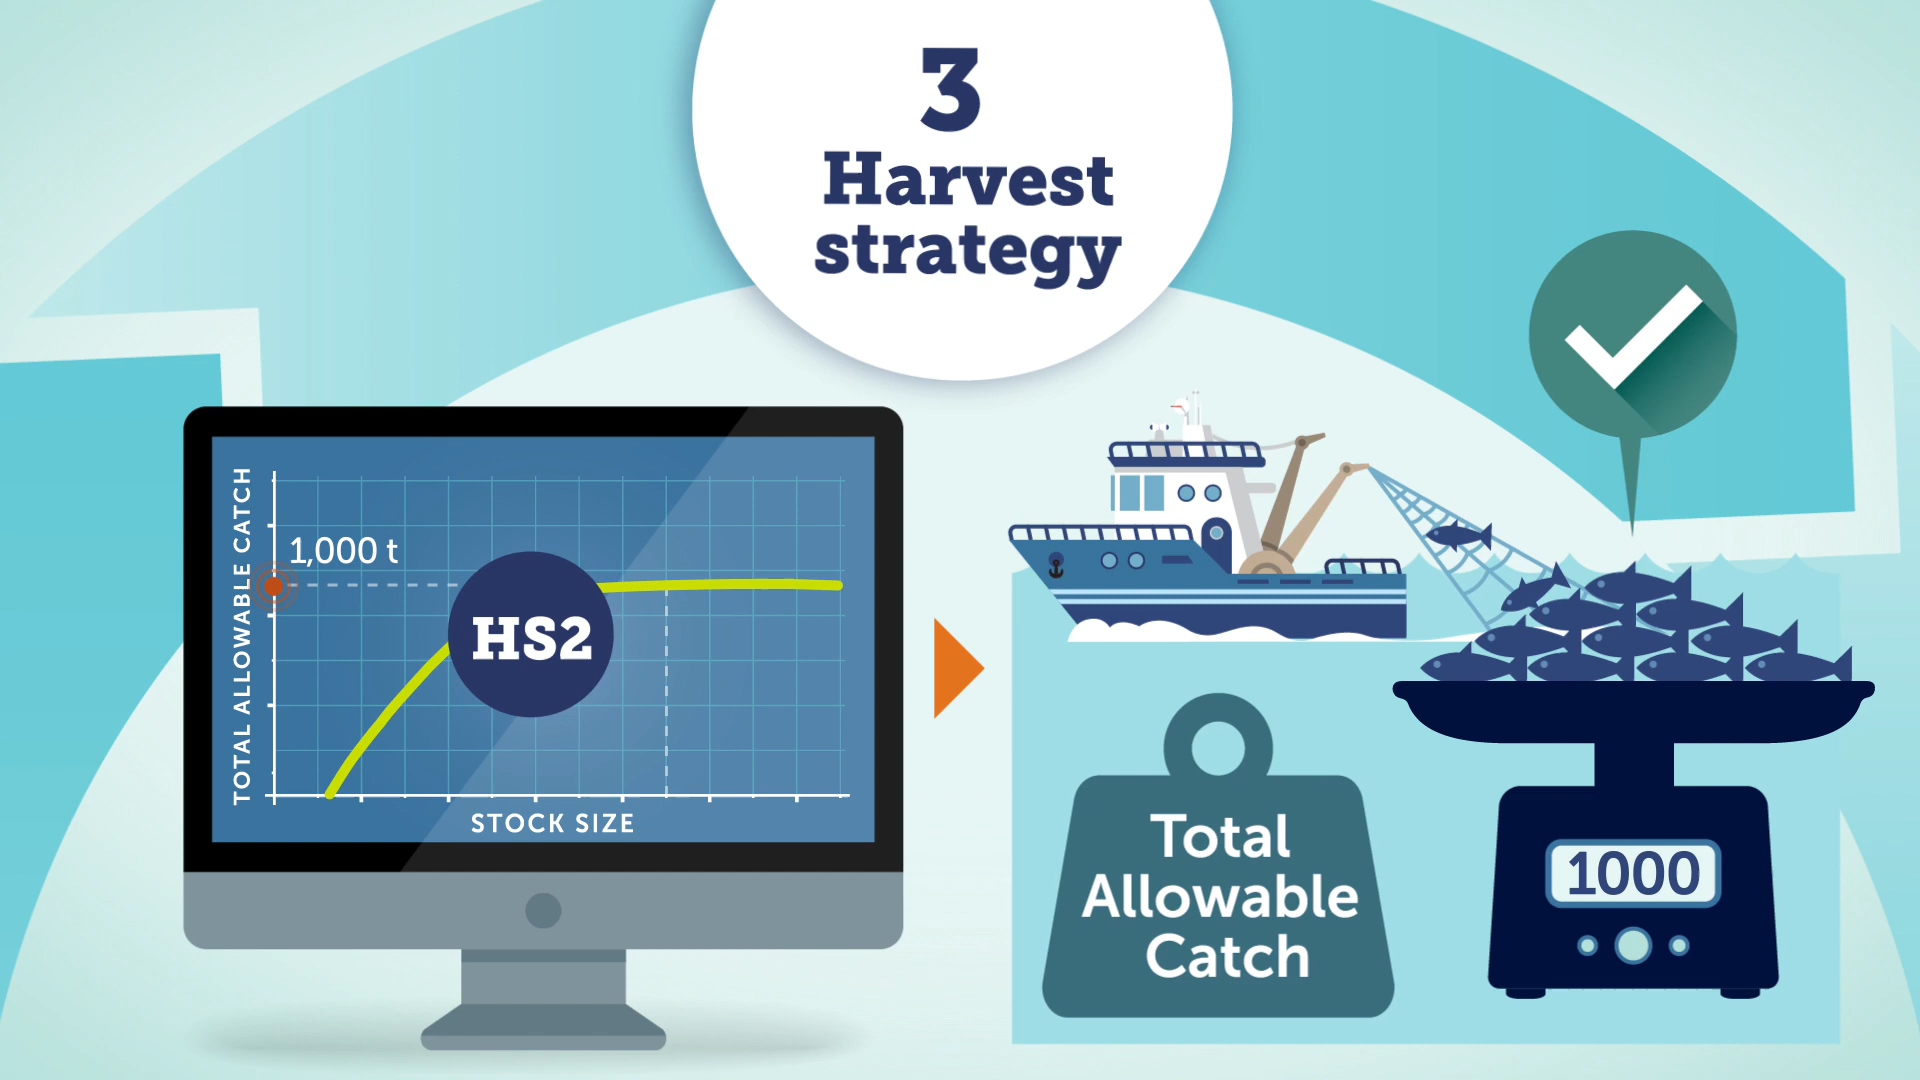 3
Harvest
strategy
TOTAL ALLOWABLE CATCH
1,000 t
HS2
STOCK SIZE
Total
Allowable
Catch
1000